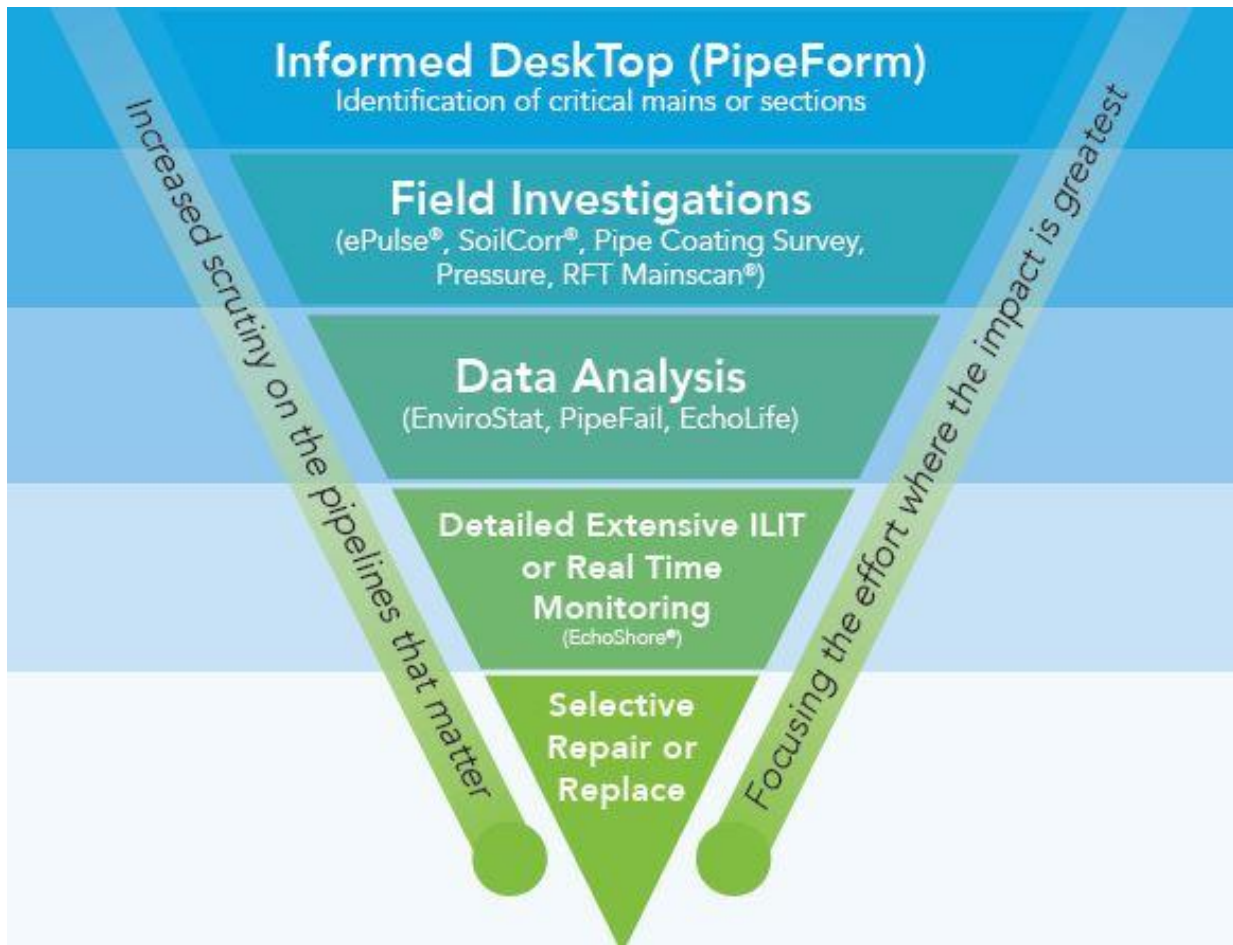 Informed DeskTop (PipeForm)
Identification of critical mains or sections
Increased scrutiny on the pipelines that matter
Focusing the effort where the impact is greatest
Field Investigations
(ePulse®, SoilCorr®, Pipe Coating Survey,
Pressure, RFT Mainscan®)
Data Analysis
(EnviroStat, PipeFail, EchoLife)
Detailed Extensive ILIT
or Real Time
Monitoring
(EchoShore®)
Selective
Repair or
Replace